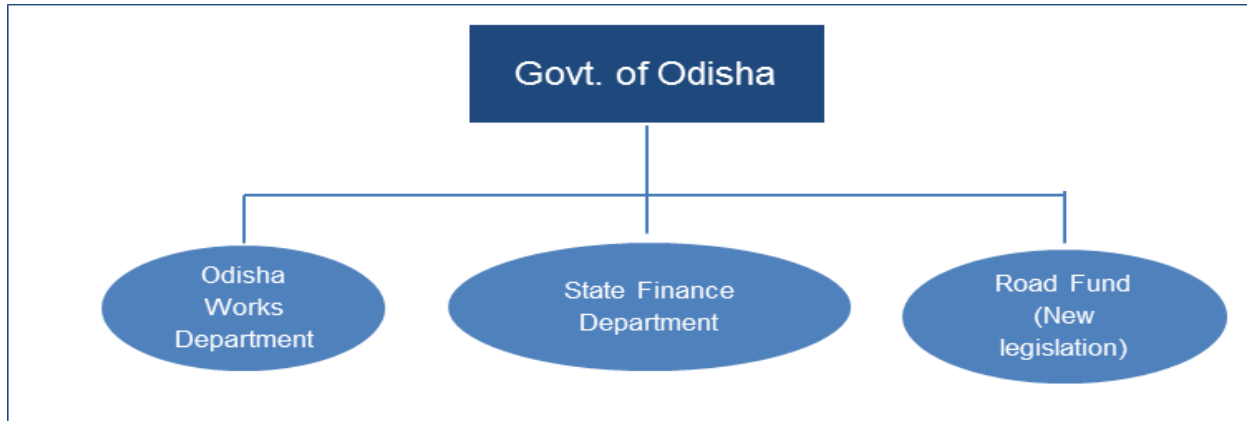 Govt. of Odisha
Odisha
Works
Department
State Finance
Department
Road Fund
(New
legislation)